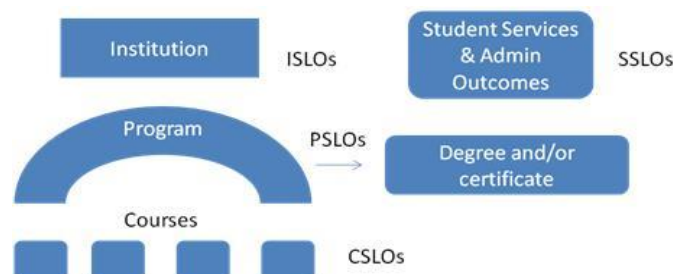 Institution
ISLOs
Student Services
& Admin
Outcomes
SSLOs
Program
PSLOs
Degree and/or
certificate
Courses
CSLOs